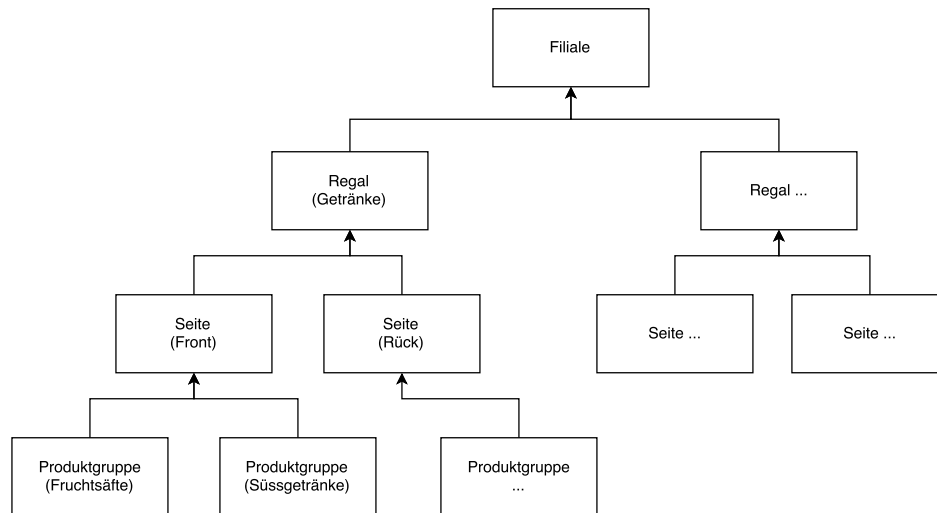 Filiale
Regal
(Getränke)
Regal ...
Seite
(Front)
Seite
(Rück)
Seite ...
Seite ...
Produktgruppe
(Fruchtsäfte)
Produktgruppe
(Süssgetränke)
Produktgruppe
...